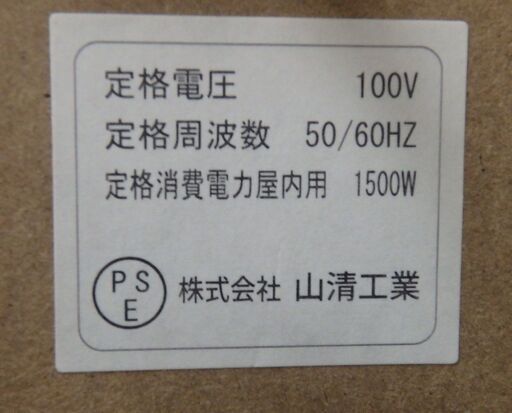 定格電圧 100V
定格周波数 50/60HZ
定格消費電力屋内用 1500W
PSE 株式会社 山清工業